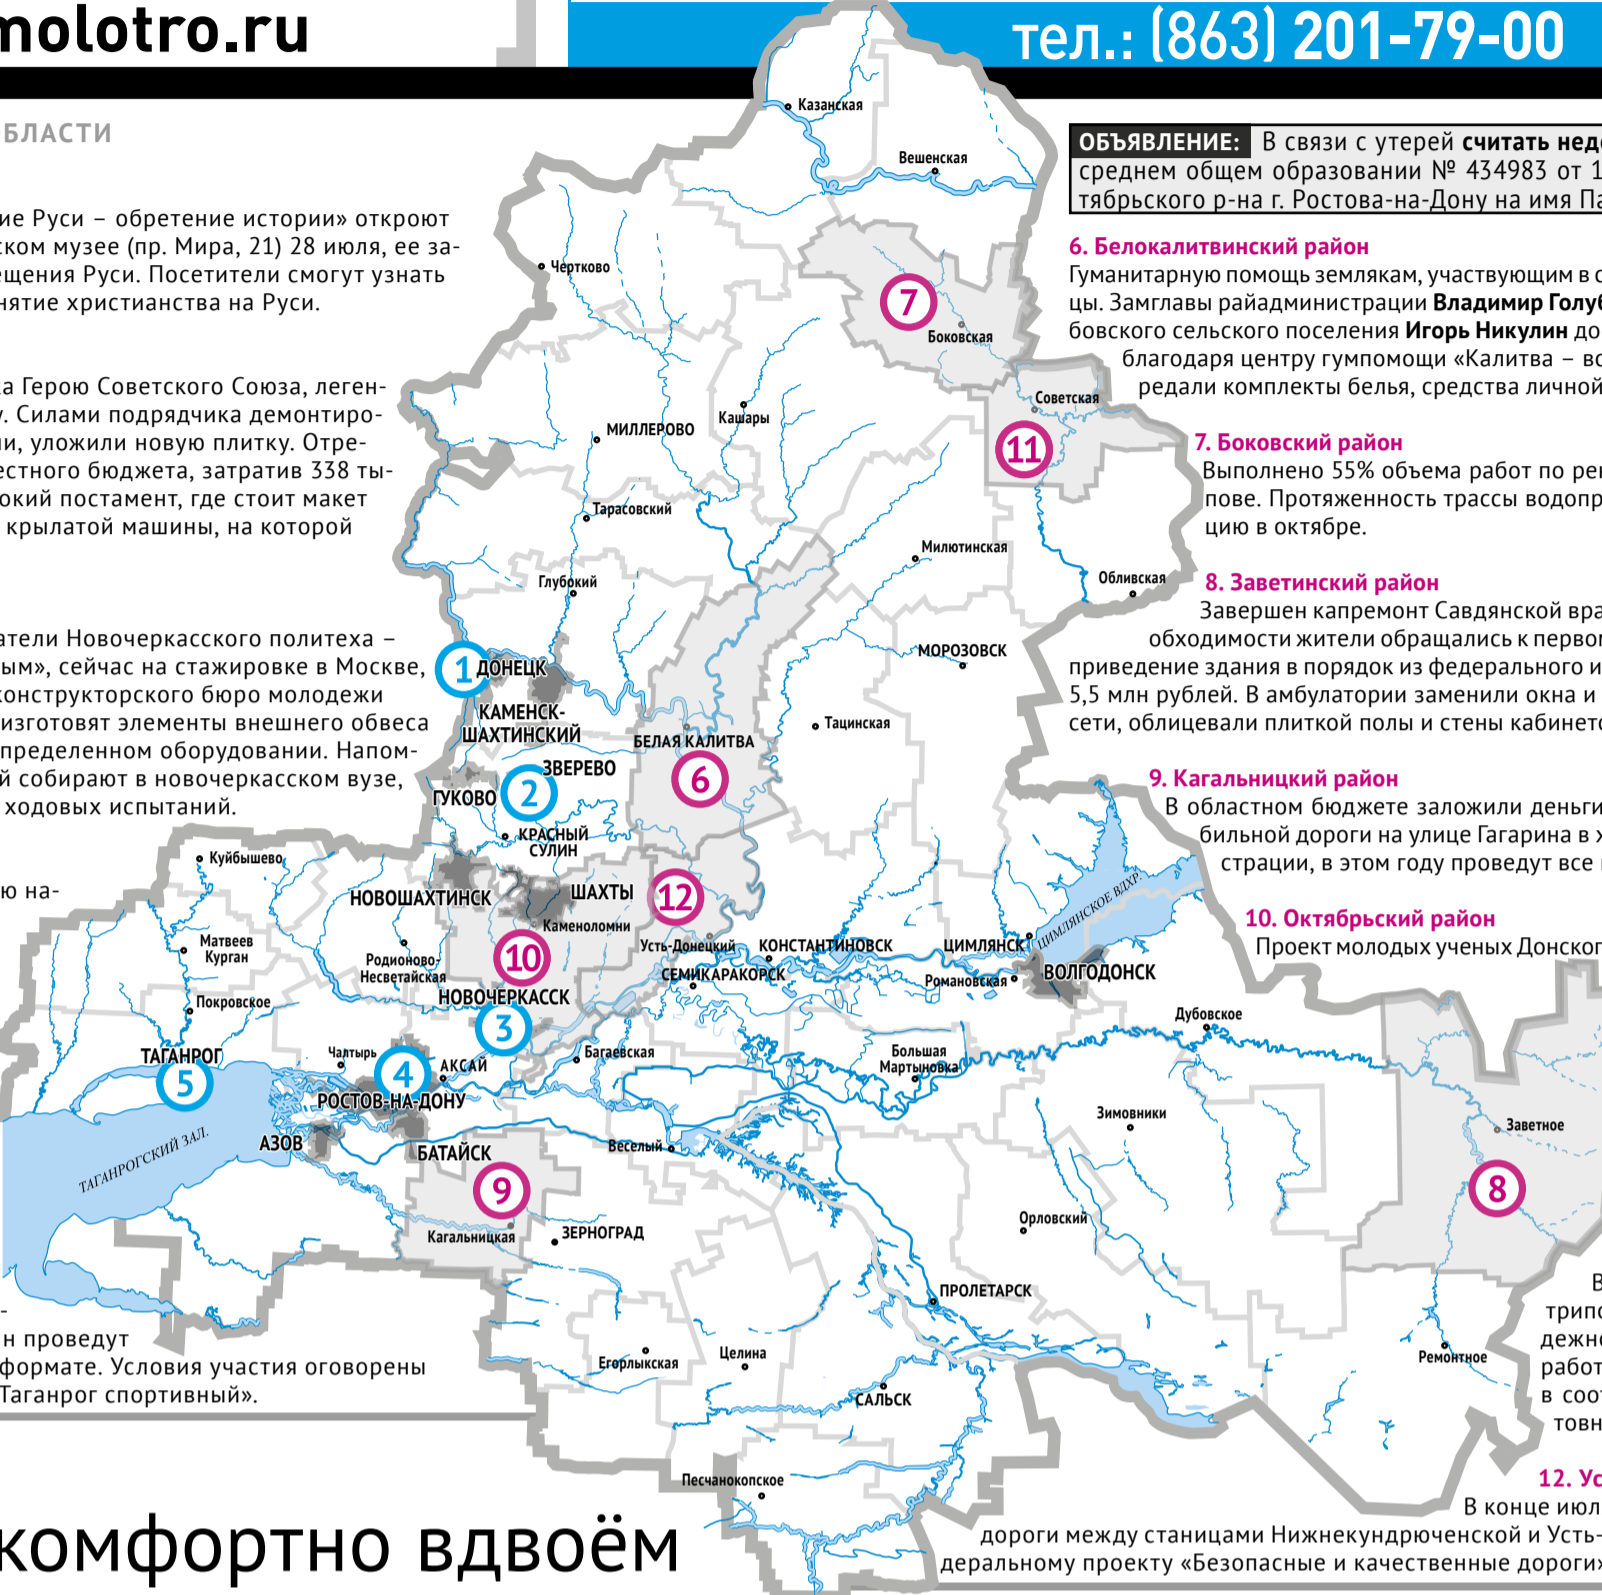 molotro.ru
тел.: (863) 201-79-00
БЛАСТИ
ие Руси – обретение истории» откроют
ском музее (пр. Мира, 21) 28 июля, ее за-
ещения Руси. Посетители смогут узнать
нятие христианства на Руси.
ка Герою Советского Союза, леген-
у. Силами подрядчика демонтиро-
ли, уложили новую плитку. Отре-
естного бюджета, затратив 338 ты-
окий постамент, где стоит макет
крылатой машины, на которой
атели Новочеркасского политеха –
ым», сейчас на стажировке в Москве,
конструкторского бюро молодежи
изготовят элементы внешнего обвеса
пределенном оборудовании. Напом-
й собирают в новочеркасском вузе,
ходовых испытаний.
ю на-
-
н проведут
формате. Условия участия оговорены
Таганрог спортивный».
комфортно вдвоём
Казанская
Вешенская
Чертково
7
Боковская
Советская
11
Кашары
МИЛЛЕРОВО
Тарасовский
Милютинская
Глубокий
Обливская
1
ДОНЕЦК
МОРОЗОВСК
КАМЕНСК-
ШАХТИНСКИЙ
Тацинская
БЕЛАЯ КАЛИТВА
6
ЗВЕРЕВО
2
ГУКОВО
КРАСНЫЙ
СУЛИН
Куйбышево
НОВОШАХТИНСК
ШАХТЫ
12
Каменоломни
Матвеев
Курган
Родионово-
Несветайская
10
Усть-Донецкий
КОНСТАНТИНОВСК
ЦИМЛЯНСК
ЦИМЛЯНСКОЕ ВДХР.
СЕМИКАРАКОРСК
Романовская
ВОЛГОДОНСК
Покровское
НОВОЧЕРКАССК
3
Дубовское
ТАГАНРОГ
5
Чалтырь
4
АКСАЙ
Багаевская
Большая
Мартыновка
РОСТОВ-НА-ДОНУ
Зимовники
Заветное
АЗОВ
ТАГАНРОГСКИЙ ЗАЛ.
БАТАЙСК
Веселый
9
8
Кагальницкая
ЗЕРНОГРАД
Орловский
ПРОЛЕТАРСК
Егорлыкская
Целина
Ремонтное
САЛЬСК
Песчанокопское
ОБЪЯВЛЕНИЕ: В связи с утерей считать нед
среднем общем образовании № 434983 от 1
тябрьского р-на г. Ростова-на-Дону на имя Па
6. Белокалитвинский район
Гуманитарную помощь землякам, участвующим в с
цы. Замглавы райадминистрации Владимир Голуб
бовского сельского поселения Игорь Никулин до
благодаря центру гумпомощи «Калитва – вс
редали комплекты белья, средства личной
7. Боковский район
Выполнено 55% объема работ по рек
пове. Протяженность трассы водопр
цию в октябре.
8. Заветинский район
Завершен капремонт Савдянской вра
обходимости жители обращались к первом
приведение здания в порядок из федерального и
5,5 млн рублей. В амбулатории заменили окна и
сети, облицевали плиткой полы и стены кабинето
9. Кагальницкий район
В областном бюджете заложили деньги
бильной дороги на улице Гагарина в х
страции, в этом году проведут все
10. Октябрьский район
Проект молодых ученых Донског
В
трипо
дежно
работ
в соот
товн
12. Ус
В конце июл
дороги между станицами Нижнекундрюченской и Усть-
деральному проекту «Безопасные и качественные дороги»